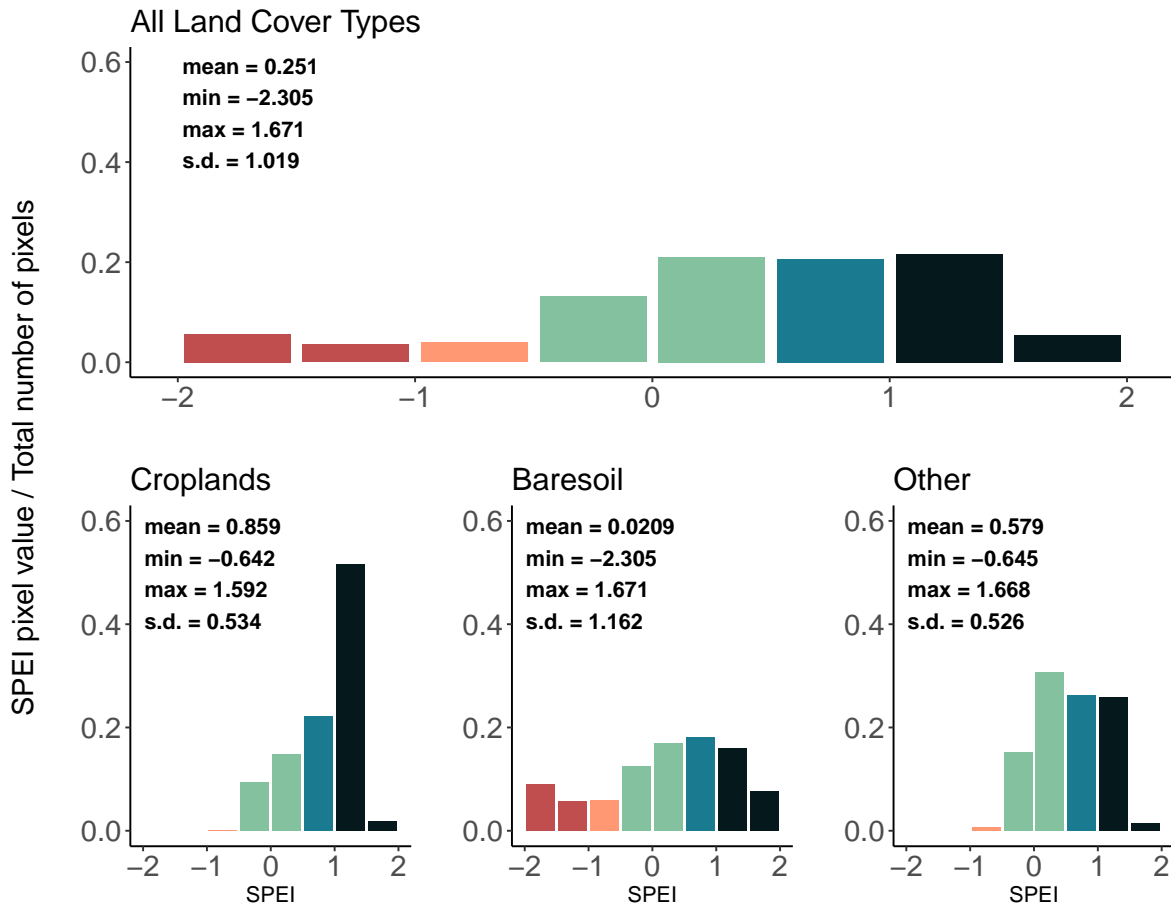 All Land Cover Types
SPEI pixel value / Total number of pixels
0.6
0.4
0.2
0.0
mean = 0.251
min = −2.305
max = 1.671
s.d. = 1.019
−2 −1 0 1 2
Croplands
0.6
0.4
0.2
0.0
mean = 0.859
min = −0.642
max = 1.592
s.d. = 0.534
−2 −1 0 1 2
SPEI
Baresoil
0.6
0.4
0.2
0.0
mean = 0.0209
min = −2.305
max = 1.671
s.d. = 1.162
−2 −1 0 1 2
SPEI
Other
0.6
0.4
0.2
0.0
mean = 0.579
min = −0.645
max = 1.668
s.d. = 0.526
−2 −1 0 1 2
SPEI